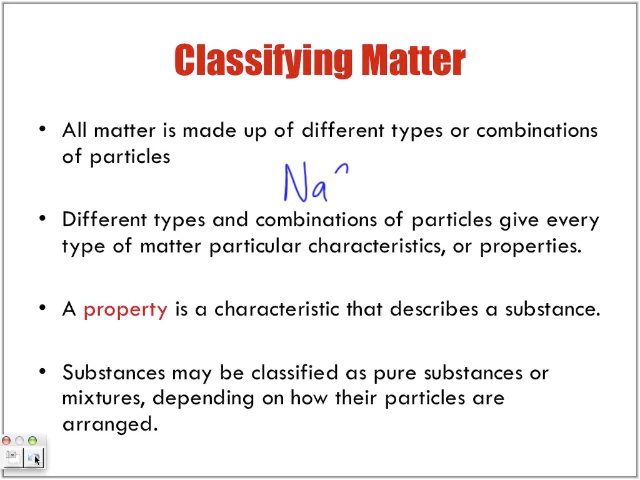 Classifying Matter
• All matter is made up of different types or combinations
of particles
Na
• Different types and combinations of particles give every
type of matter particular characteristics, or properties.
• A property is a characteristic that describes a substance.
• Substances may be classified as pure substances or
mixtures, depending on how their particles are
arranged.